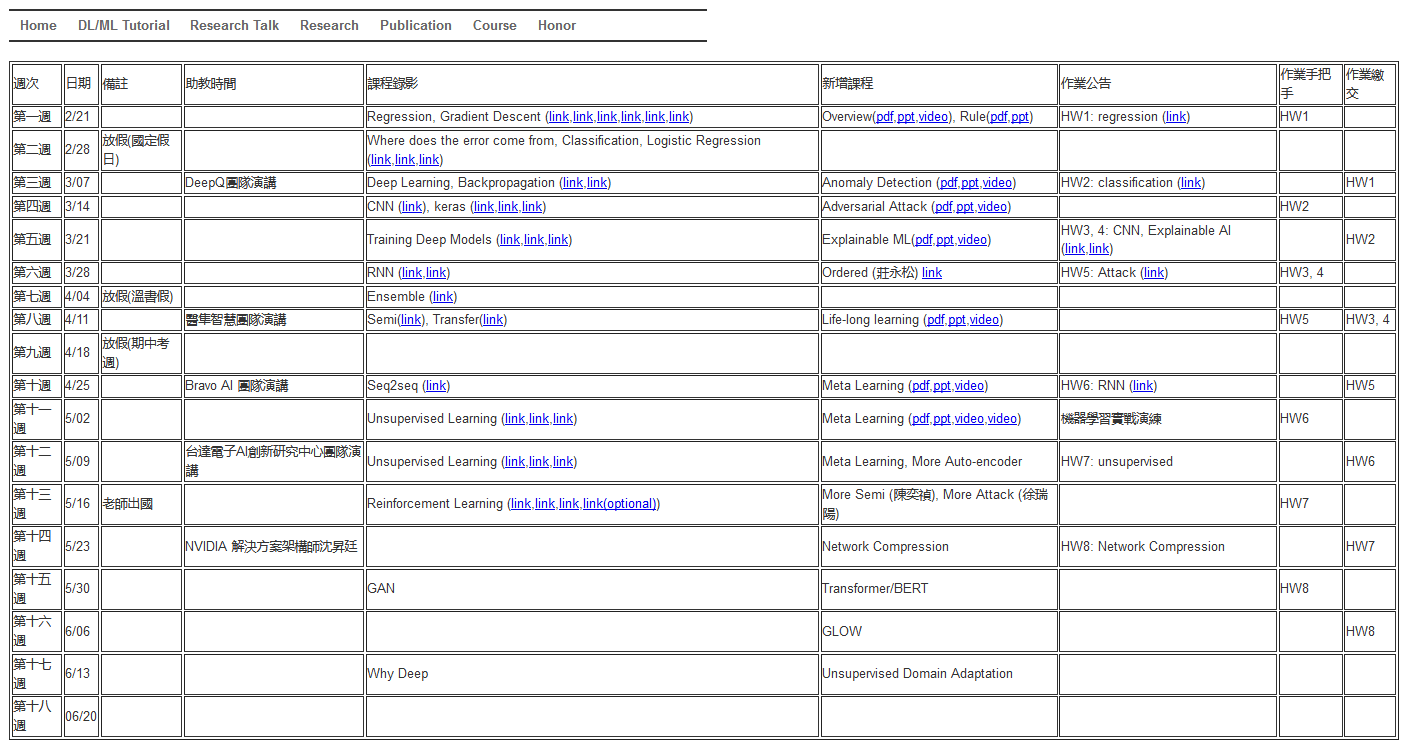 Home DL/ML Tutorial Research Talk Research Publication Course Honor
週次 日期 備註 助教時間 課程錄影 新增課程 作業公告 作業手把手 作業繳交
第一週 2/21 Regression, Gradient Descent (link,link,link,link,link,link) Overview(pdf,ppt,video), Rule(pdf,ppt) HW1: regression (link) HW1
第二週 2/28 放假(國定假日) Where does the error come from, Classification, Logistic Regression (link,link,link)
第三週 3/07 DeepQ團隊演講 Deep Learning, Backpropagation (link,link) Anomaly Detection (pdf,ppt,video) HW2: classification (link) HW1
第四週 3/14 CNN (link), keras (link,link,link) Adversarial Attack (pdf,ppt,video) HW2
第五週 3/21 Training Deep Models (link,link,link) Explainable ML(pdf,ppt,video) HW3, 4: CNN, Explainable AI (link,link) HW2
第六週 3/28 RNN (link,link) Ordered (莊永松) link HW5: Attack (link) HW3, 4
第七週 4/04 放假(溫書假) Ensemble (link)
第八週 4/11 醫隼智慧團隊演講 Semi(link), Transfer(link) Life-long learning (pdf,ppt,video) HW5 HW3, 4
第九週 4/18 放假(期中考週)
第十週 4/25 Bravo AI 團隊演講 Seq2seq (link) Meta Learning (pdf,ppt,video) HW6: RNN (link) HW5
第十一週 5/02 Unsupervised Learning (link,link,link) Meta Learning (pdf,ppt,video,video) 機器學習實戰演練 HW6
第十二週 5/09 台達電子AI創新研究中心團隊演講 Unsupervised Learning (link,link,link) Meta Learning, More Auto-encoder HW7: unsupervised HW6
第十三週 5/16 老師出國 Reinforcement Learning (link,link,link,link(optional)) More Semi (陳奕禎), More Attack (徐瑞陽) HW7
第十四週 5/23 NVIDIA 解決方案架構師沈昇廷 Network Compression HW8: Network Compression HW7
第十五週 5/30 GAN Transformer/BERT HW8
第十六週 6/06 GLOW HW8
第十七週 6/13 Why Deep Unsupervised Domain Adaptation
第十八週 06/20